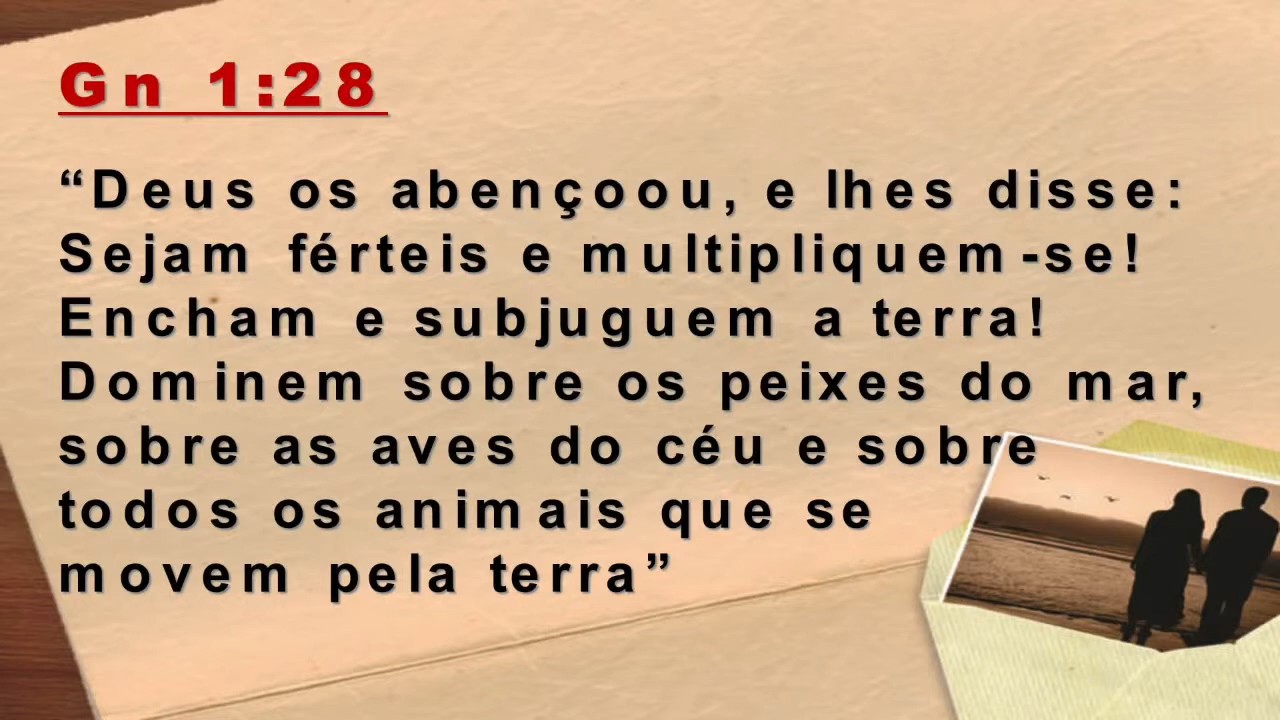 Gn 1:28
“Deus os abençoou, e lhes disse:
Sejam férteis e multipliquem-se!
Encham e subjuguem a terra!
Dominem sobre os peixes do mar,
sobre as aves do céu e sobre
todos os animais que se
movem pela terra”